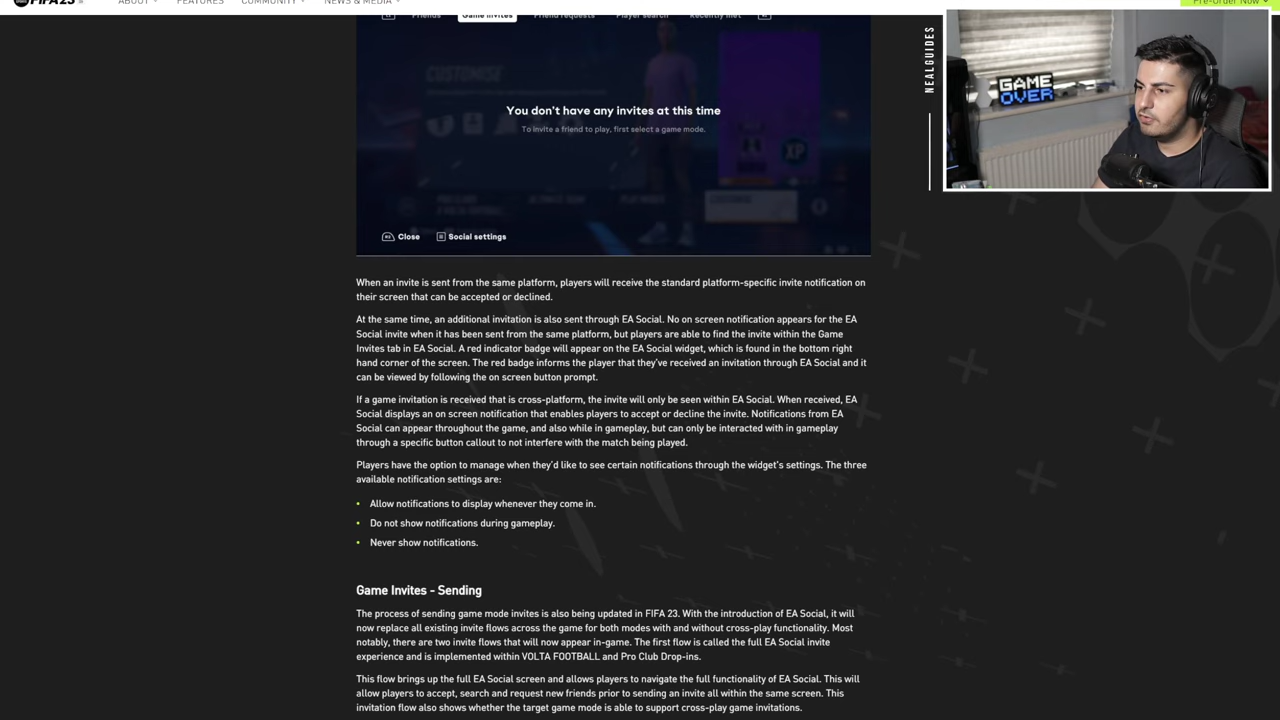 FIFA 23
ABOUT
FEATURES
COMMUNITY
NEWS & MEDIA
Pre-Order Now
Friends
Game Invites
Friend requests
Player search
Recently met
NEALGUIDES
GAME
OVER
CUSTOMISE
You don't have any invites at this time
To invite a friend to play, first select a game mode.
XP
Close
Social settings
When an invite is sent from the same platform, players will receive the standard platform-specific invite notification on
their screen that can be accepted or declined.
At the same time, an additional invitation is also sent through EA Social. No on screen notification appears for the EA
Social invite when it has been sent from the same platform, but players are able to find the invite within the Game
Invites tab in EA Social. A red indicator badge will appear on the EA Social widget, which is found in the bottom right
hand corner of the screen. The red badge informs the player that they've received an invitation through EA Social and it
can be viewed by following the on screen button prompt.
If a game invitation is received that is cross-platform, the invite will only be seen within EA Social. When received, EA
Social displays an on screen notification that enables players to accept or decline the invite. Notifications from EA
Social can appear throughout the game, and also while in gameplay, but can only be interacted with in gameplay
through a specific button callout to not interfere with the match being played.
Players have the option to manage when they'd like to see certain notifications through the widget's settings. The three
available notification settings are:
• Allow notifications to display whenever they come in.
• Do not show notifications during gameplay.
• Never show notifications.
Game Invites - Sending
The process of sending game mode invites is also being updated in FIFA 23. With the introduction of EA Social, it will
now replace all existing invite flows across the game for both modes with and without cross-play functionality. Most
notably, there are two invite flows that will now appear in-game. The first flow is called the full EA Social invite
experience and is implemented within VOLTA FOOTBALL and Pro Club Drop-ins.
This flow brings up the full EA Social screen and allows players to navigate the full functionality of EA Social. This will
allow players to accept, search and request new friends prior to sending an invite all within the same screen. This
invitation flow also shows whether the target game mode is able to support cross-play game invitations.